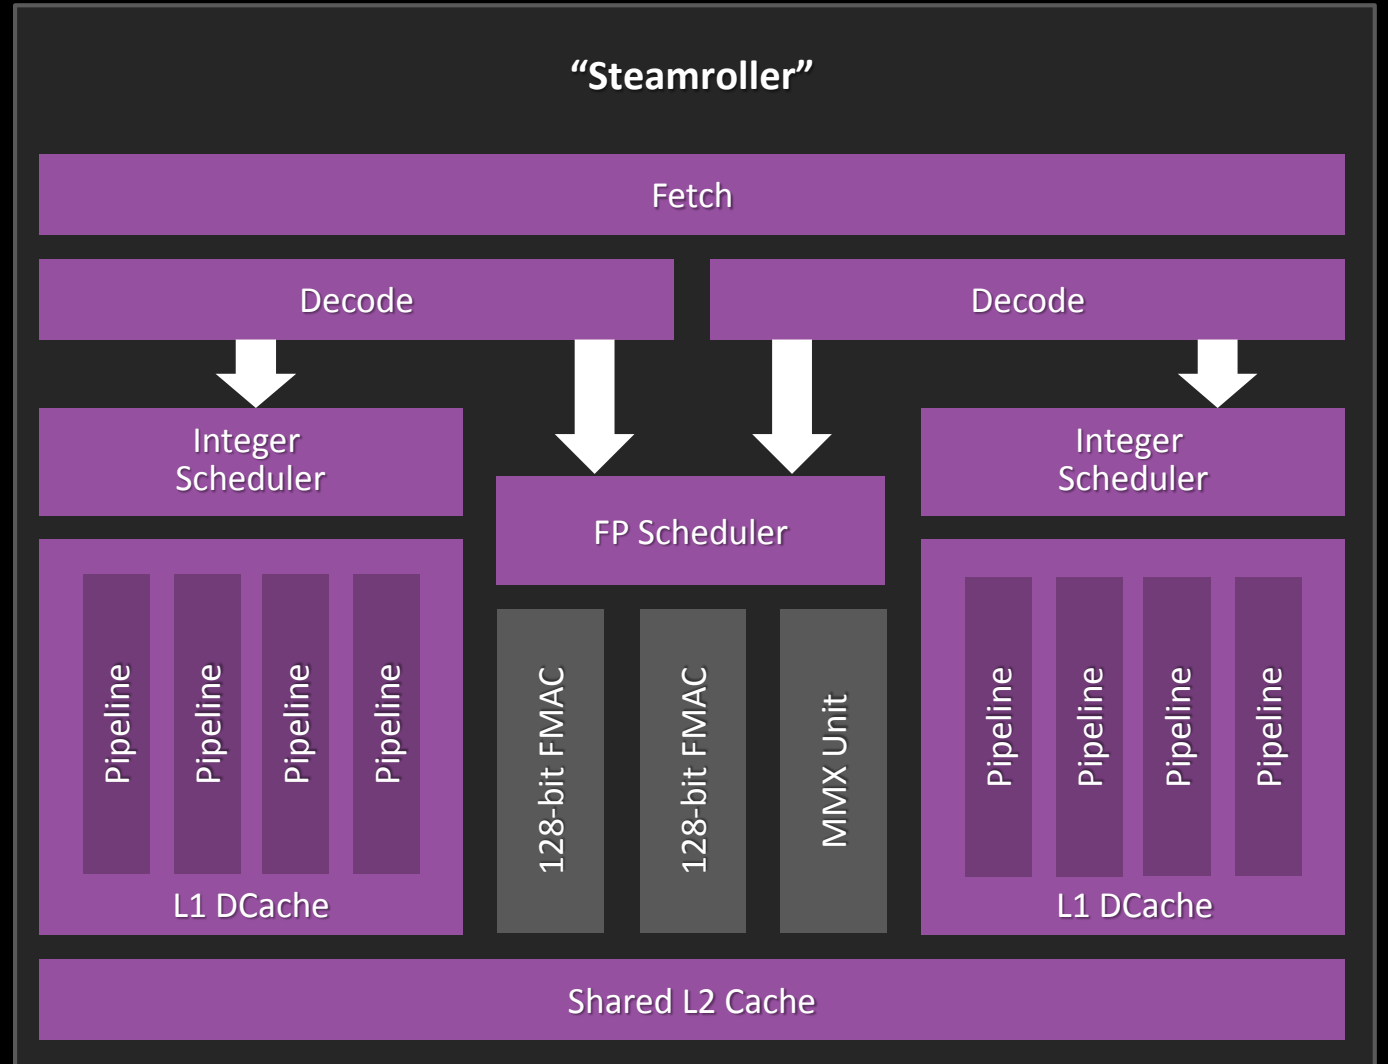 “Steamroller”
Fetch
Decode
Decode
Integer
Scheduler
FP Scheduler
Integer
Scheduler
Pipeline
Pipeline
Pipeline
Pipeline
L1 DCache
128-bit FMAC
128-bit FMAC
MMX Unit
Pipeline
Pipeline
Pipeline
Pipeline
L1 DCache
Shared L2 Cache